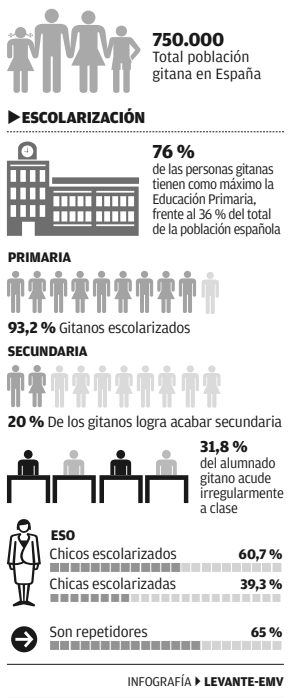 750.000
Total población
gitana en España
ESCOLARIZACIÓN
76 %
de las personas gitanas
tienen como máximo la
Educación Primaria,
frente al 36 % del total
de la población española
PRIMARIA
93,2 % Gitanos escolarizados
SECUNDARIA
20 % De los gitanos logra acabar secundaria
31,8 %
del alumnado
gitano acude
irregularmente
a clase
ESO
Chicos escolarizados 60,7 %
Chicas escolarizadas 39,3 %
Son repetidores 65 %
INFOGRAFÍA LEVANTE-EMV